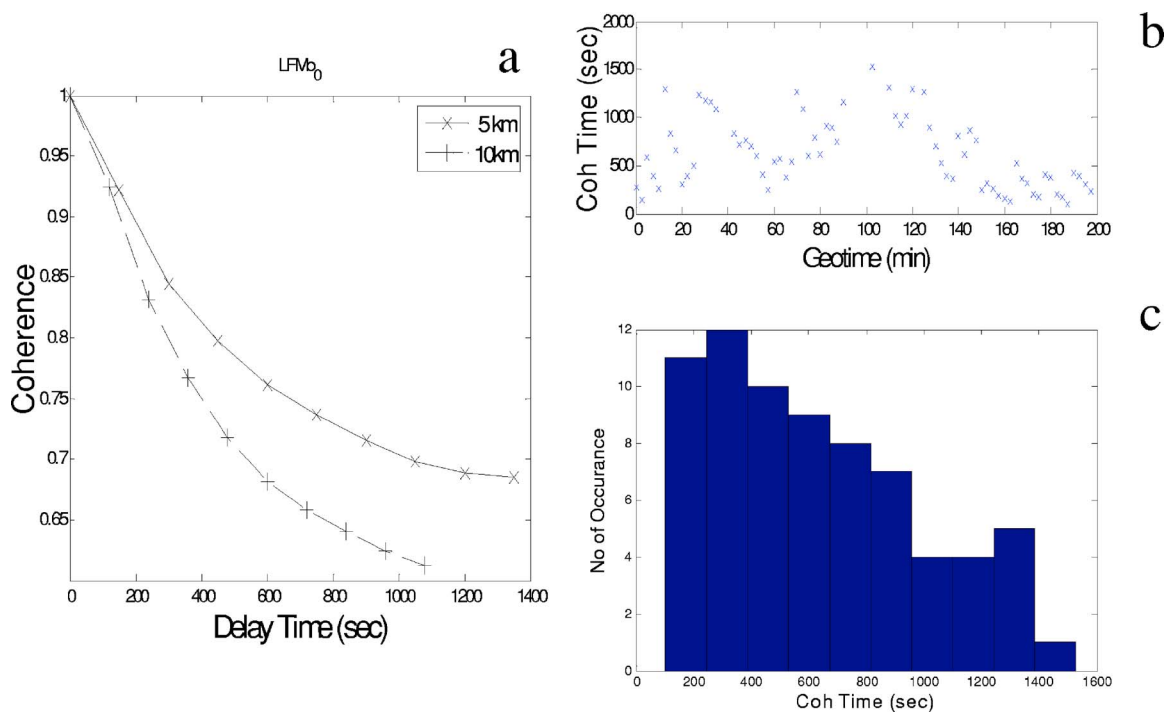 a
LFMb0
1
0.95
0.9
0.85
0.8
0.75
0.7
0.65
Coherence
0 200 400 600 800 1000 1200 1400
Delay Time (sec)
5km
10km
b
2000
1500
1000
500
0
Coh Time (sec)
0 20 40 60 80 100 120 140 160 180 200
Geotime (min)
c
12
10
8
6
4
2
0
No of Occurance
0 200 400 600 800 1000 1200 1400 1600
Coh Time (sec)